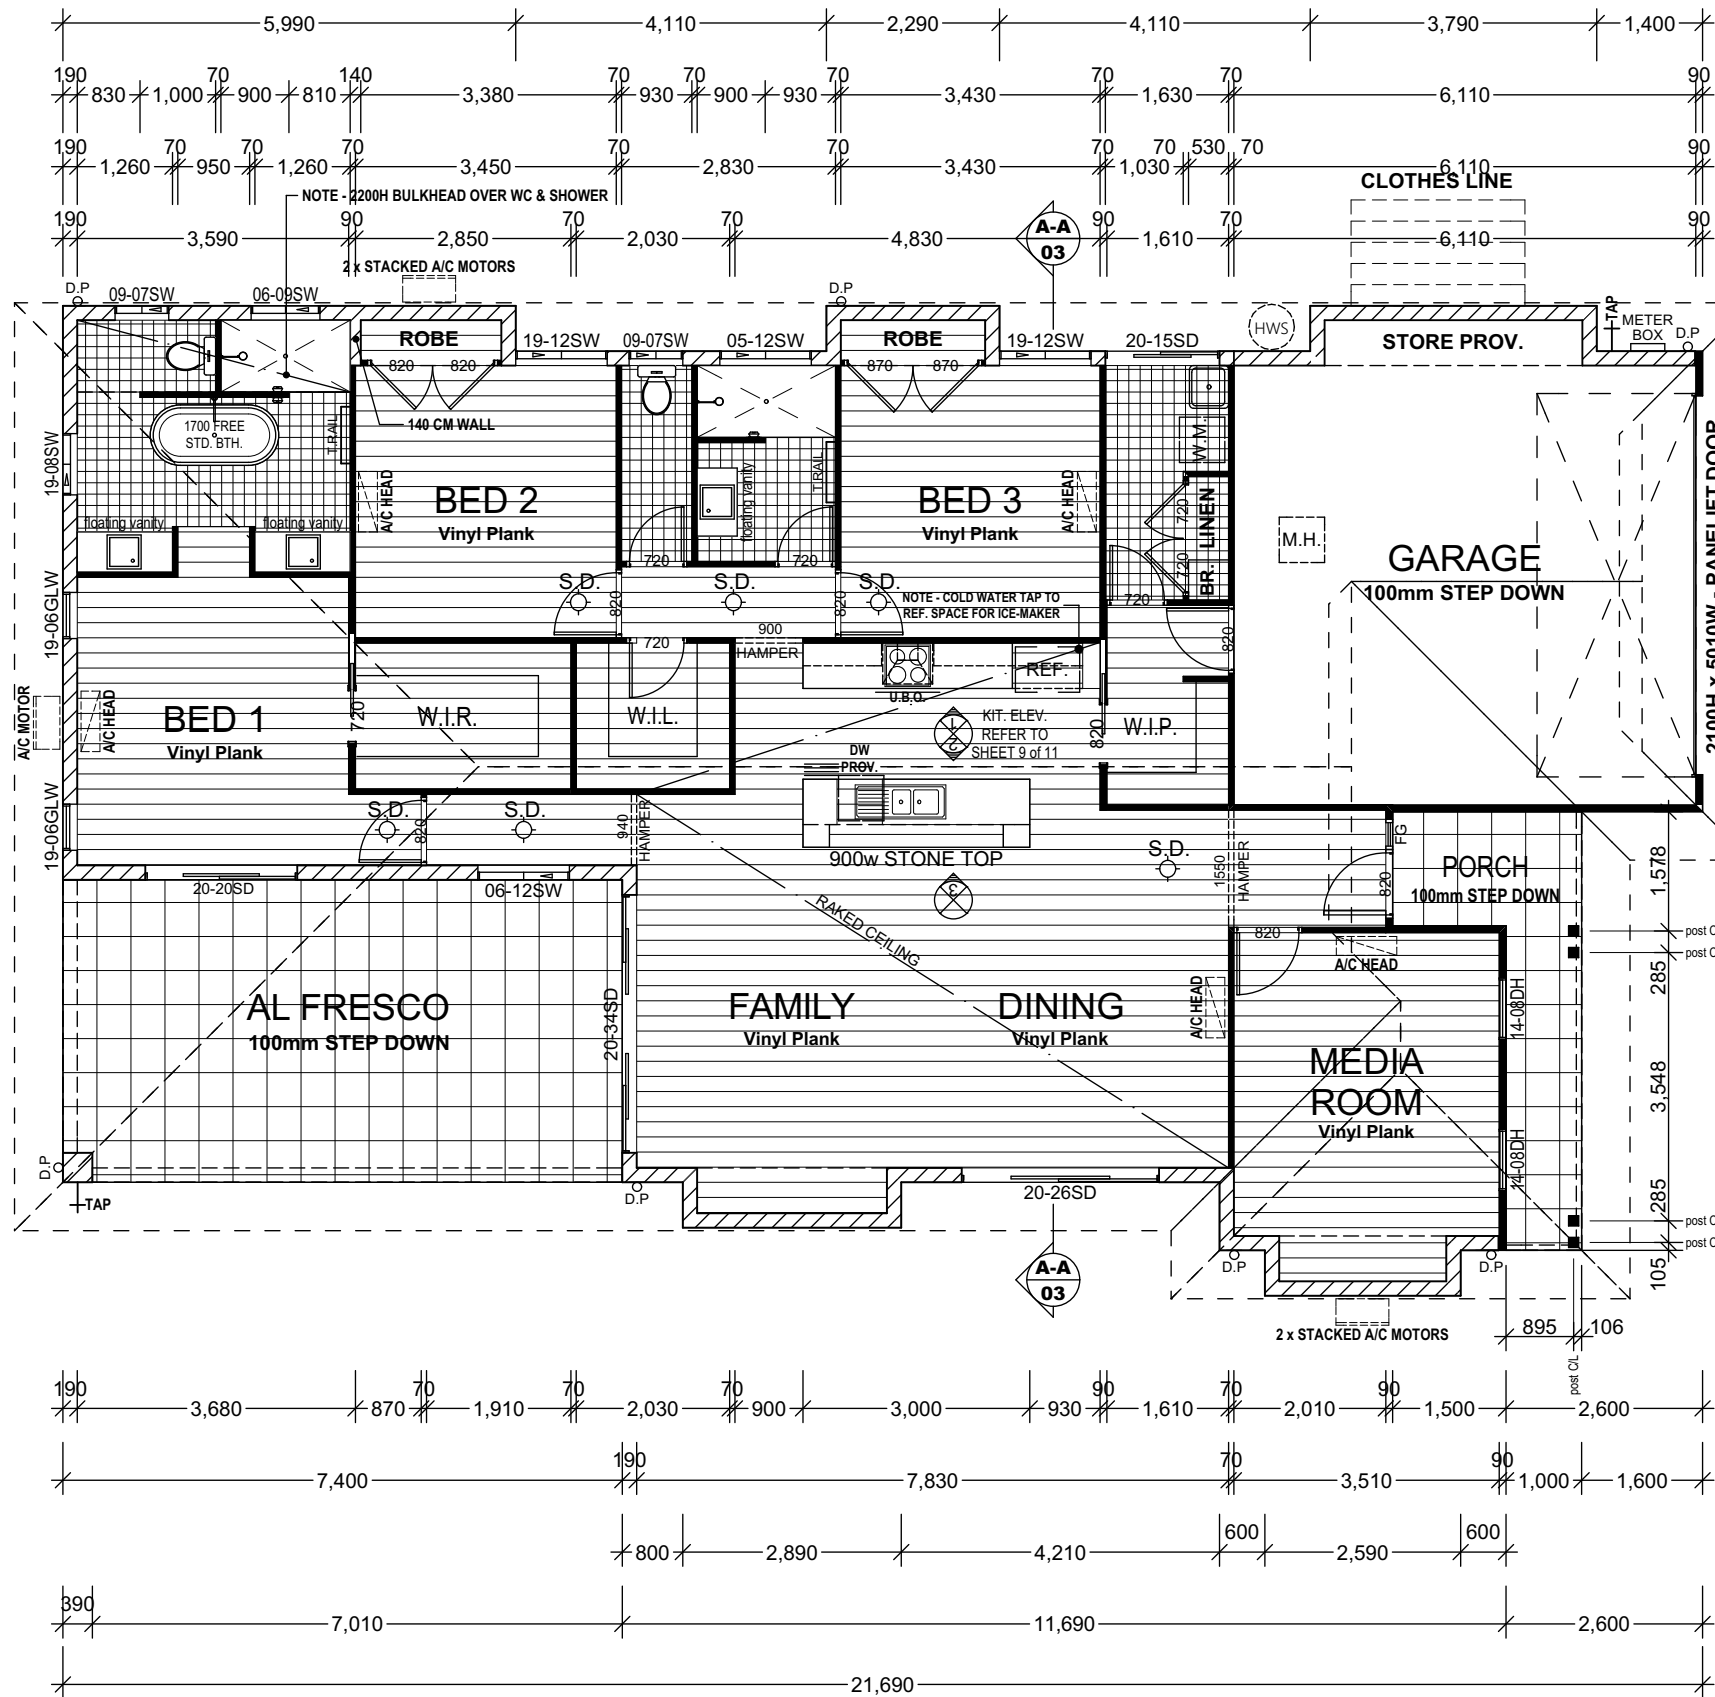 5,990 4,110 2,290 4,110 3,790 1,400
190 70 140 70 70 70 70 70 90
830 1,000 900 810 3,380 930 900 930 3,430 1,630 6,110
190 70 70 70 70 70 70 70 530 70 90
1,260 950 1,260 3,450 2,830 3,430 1,030 6,110
CLOTHES LINE
NOTE - 2200H BULKHEAD OVER WC & SHOWER
190 90 70 70 90 70 90
3,590 2,850 2,030 4,830 1,610 6,110
A-A
03
2 x STACKED A/C MOTORS
D.P
09-07SW
06-09SW
D.P
TAP
METER
BOX
D.P
HWS
ROBE
19-12SW
09-07SW
05-12SW
ROBE
19-12SW
20-15SD
STORE PROV.
820 820
870 870
1700 FREE
STD. BTH.
T.RAIL
140 CM WALL
19-08SW
T.RAIL
W.M.
A/C HEAD
BED 2
Vinyl Plank
floating vanity
BED 3
Vinyl Plank
A/C HEAD
720
720
BR. LINEN
floating vanity
floating vanity
M.H.
GARAGE
100mm STEP DOWN
2100H x 5010W - PANELIFT DOOR
720
720
720
S.D.
S.D.
S.D.
820
820
820
NOTE - COLD WATER TAP TO
REF. SPACE FOR ICE-MAKER
19-06GLW
720
900
HAMPER
REF.
U.B.O.
A/C MOTOR
A/C HEAD
BED 1
Vinyl Plank
720
W.I.R.
W.I.L.
1
2
KIT. ELEV.
REFER TO
SHEET 9 of 11
820
W.I.P.
DW
PROV.
19-06GLW
S.D.
820
S.D.
940
HAMPER
900w STONE TOP
3
S.D.
1550
HAMPER
FG
820
PORCH
100mm STEP DOWN
1,578
20-20SD
06-12SW
RAKED CEILING
820
A/C HEAD
post C
post C
285
AL FRESCO
100mm STEP DOWN
20-34SD
FAMILY
Vinyl Plank
DINING
Vinyl Plank
A/C HEAD
14-08DH
MEDIA
ROOM
Vinyl Plank
3,548
14-08DH
D.P
TAP
D.P
20-26SD
285
post C
post C
105
D.P
D.P
A-A
03
2 x STACKED A/C MOTORS
895 106
post C/L
190 70 70 70 90 70 90
3,680 870 1,910 2,030 900 3,000 930 1,610 2,010 1,500 2,600
190 70 90
7,400 7,830 3,510 1,000 1,600
600 600
800 2,890 4,210 2,590
390
7,010 11,690 2,600
21,690